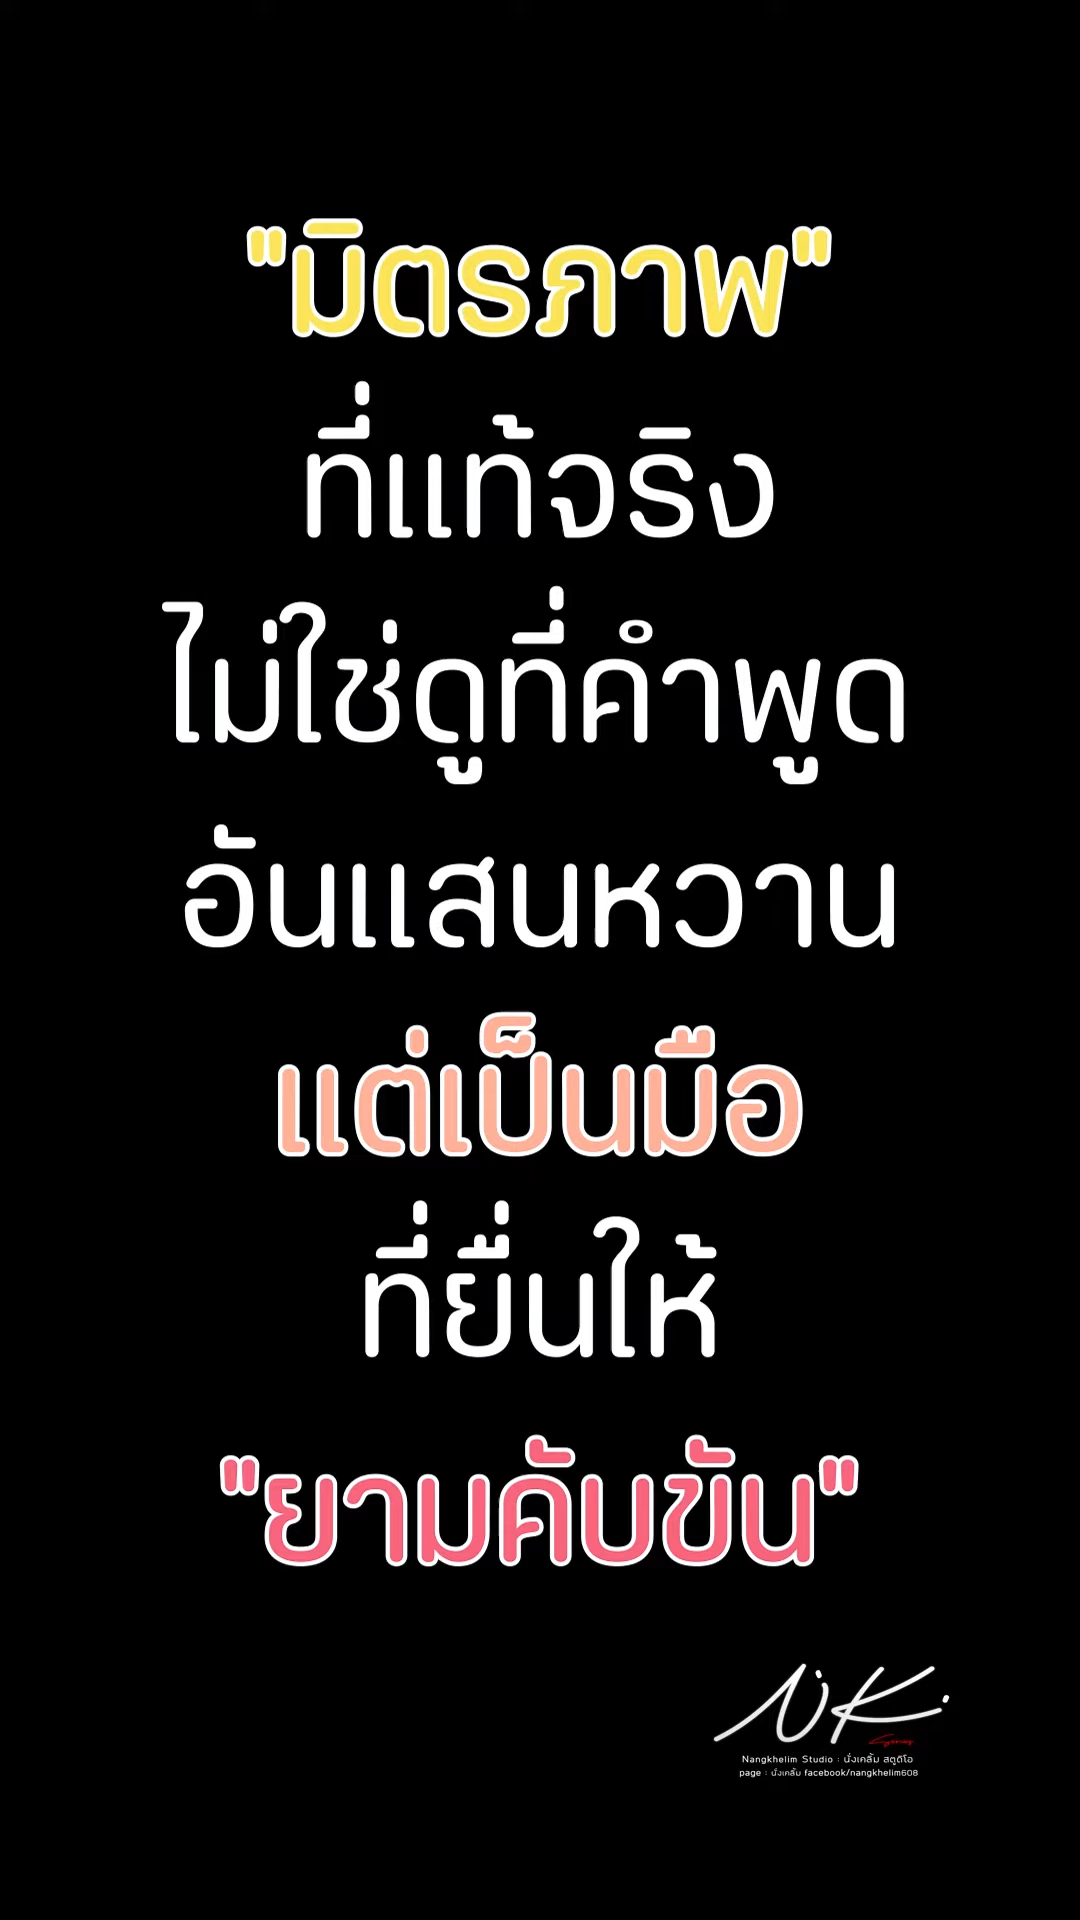 "มิตรภาพ"
ที่แท้จริง
ไม่ใช่ดูที่คำพูด
อันแสนหวาน
แต่เป็นมือ
ที่ยื่นให้
"ยามคับขัน"
N.K.
Nangkhelim Studio : นั่งเคลิ้ม สตูดิโอ
page : นั่งเคลิ้ม facebook/nangkhelim608